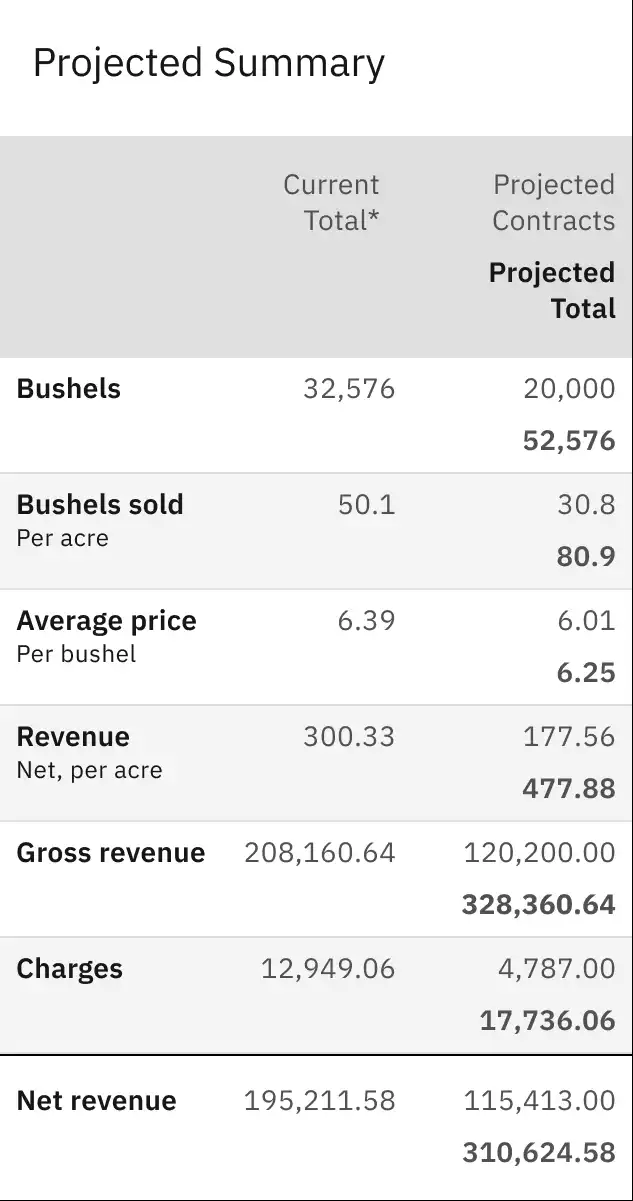 Projected Summary
Current Projected
Total* Contracts
Projected
Total
Bushels 32,576 20,000
52,576
Bushels sold 50.1 30.8
Per acre
80.9
Average price 6.39 6.01
Per bushel
6.25
Revenue 300.33 177.56
Net, per acre
477.88
Gross revenue 208,160.64 120,200.00
328,360.64
Charges 12,949.06 4,787.00
17,736.06
Net revenue 195,211.58 115,413.00
310,624.58